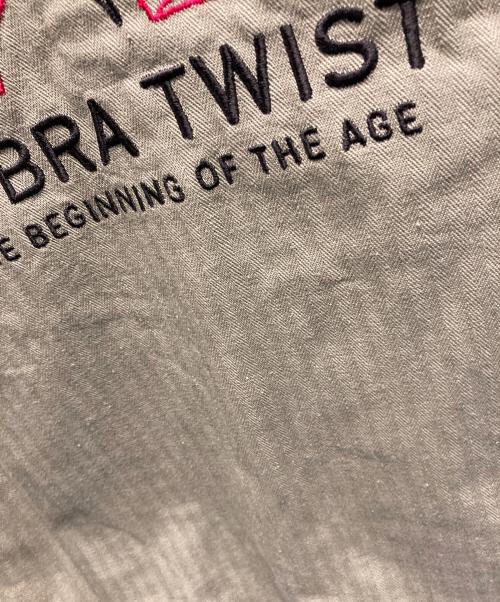 BRA TWIST
BEGINNING OF THE AGE